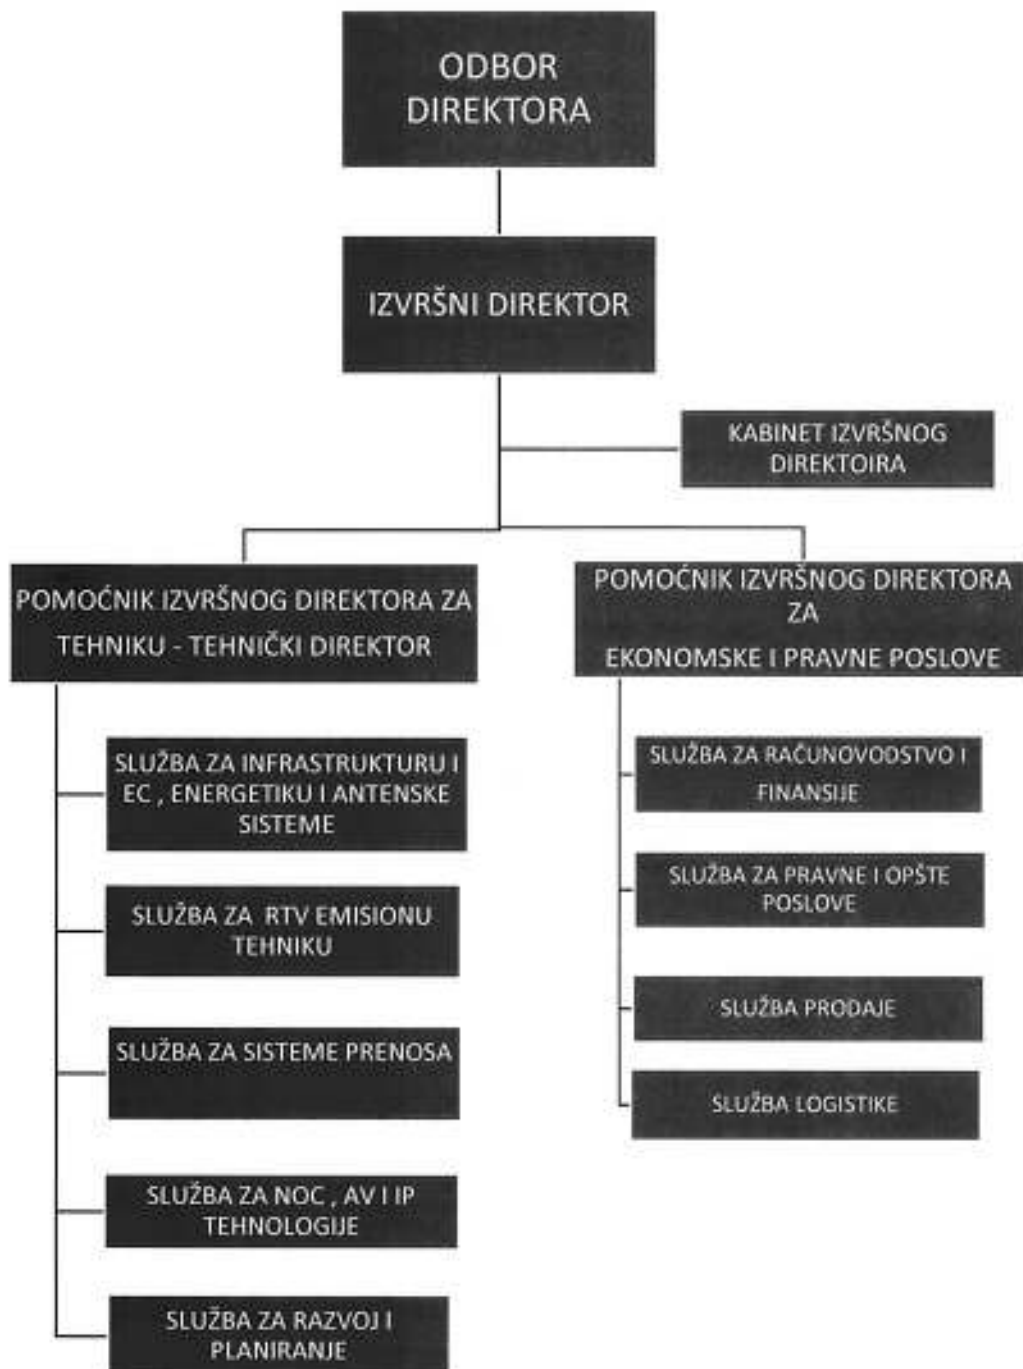 ODBOR
DIREKTORA
IZVRŠNI DIREKTOR
KABINET IZVRŠNOG
DIREKTOIRA
POMOĆNIK IZVRŠNOG DIREKTORA ZA
TEHNIKU - TEHNIČKI DIREKTOR
SLUŽBA ZA INFRASTRUKTURU I
EC , ENERGETIKU I ANTENSKE
SISTEME
SLUŽBA ZA RTV EMISIONU
TEHNIKU
SLUŽBA ZA SISTEME PRENOSA
SLUŽBA ZA NOC , AV I IP
TEHNOLOGIJE
SLUŽBA ZA RAZVOJ I
PLANIRANJE
POMOĆNIK IZVRŠNOG DIREKTORA
ZA
EKONOMSKE I PRAVNE POSLOVE
SLUŽBA ZA RAČUNOVODSTVO I
FINANSIJE
SLUŽBA ZA PRAVNE I OPŠTE
POSLOVE
SLUŽBA PRODAJE
SLUŽBA LOGISTIKE